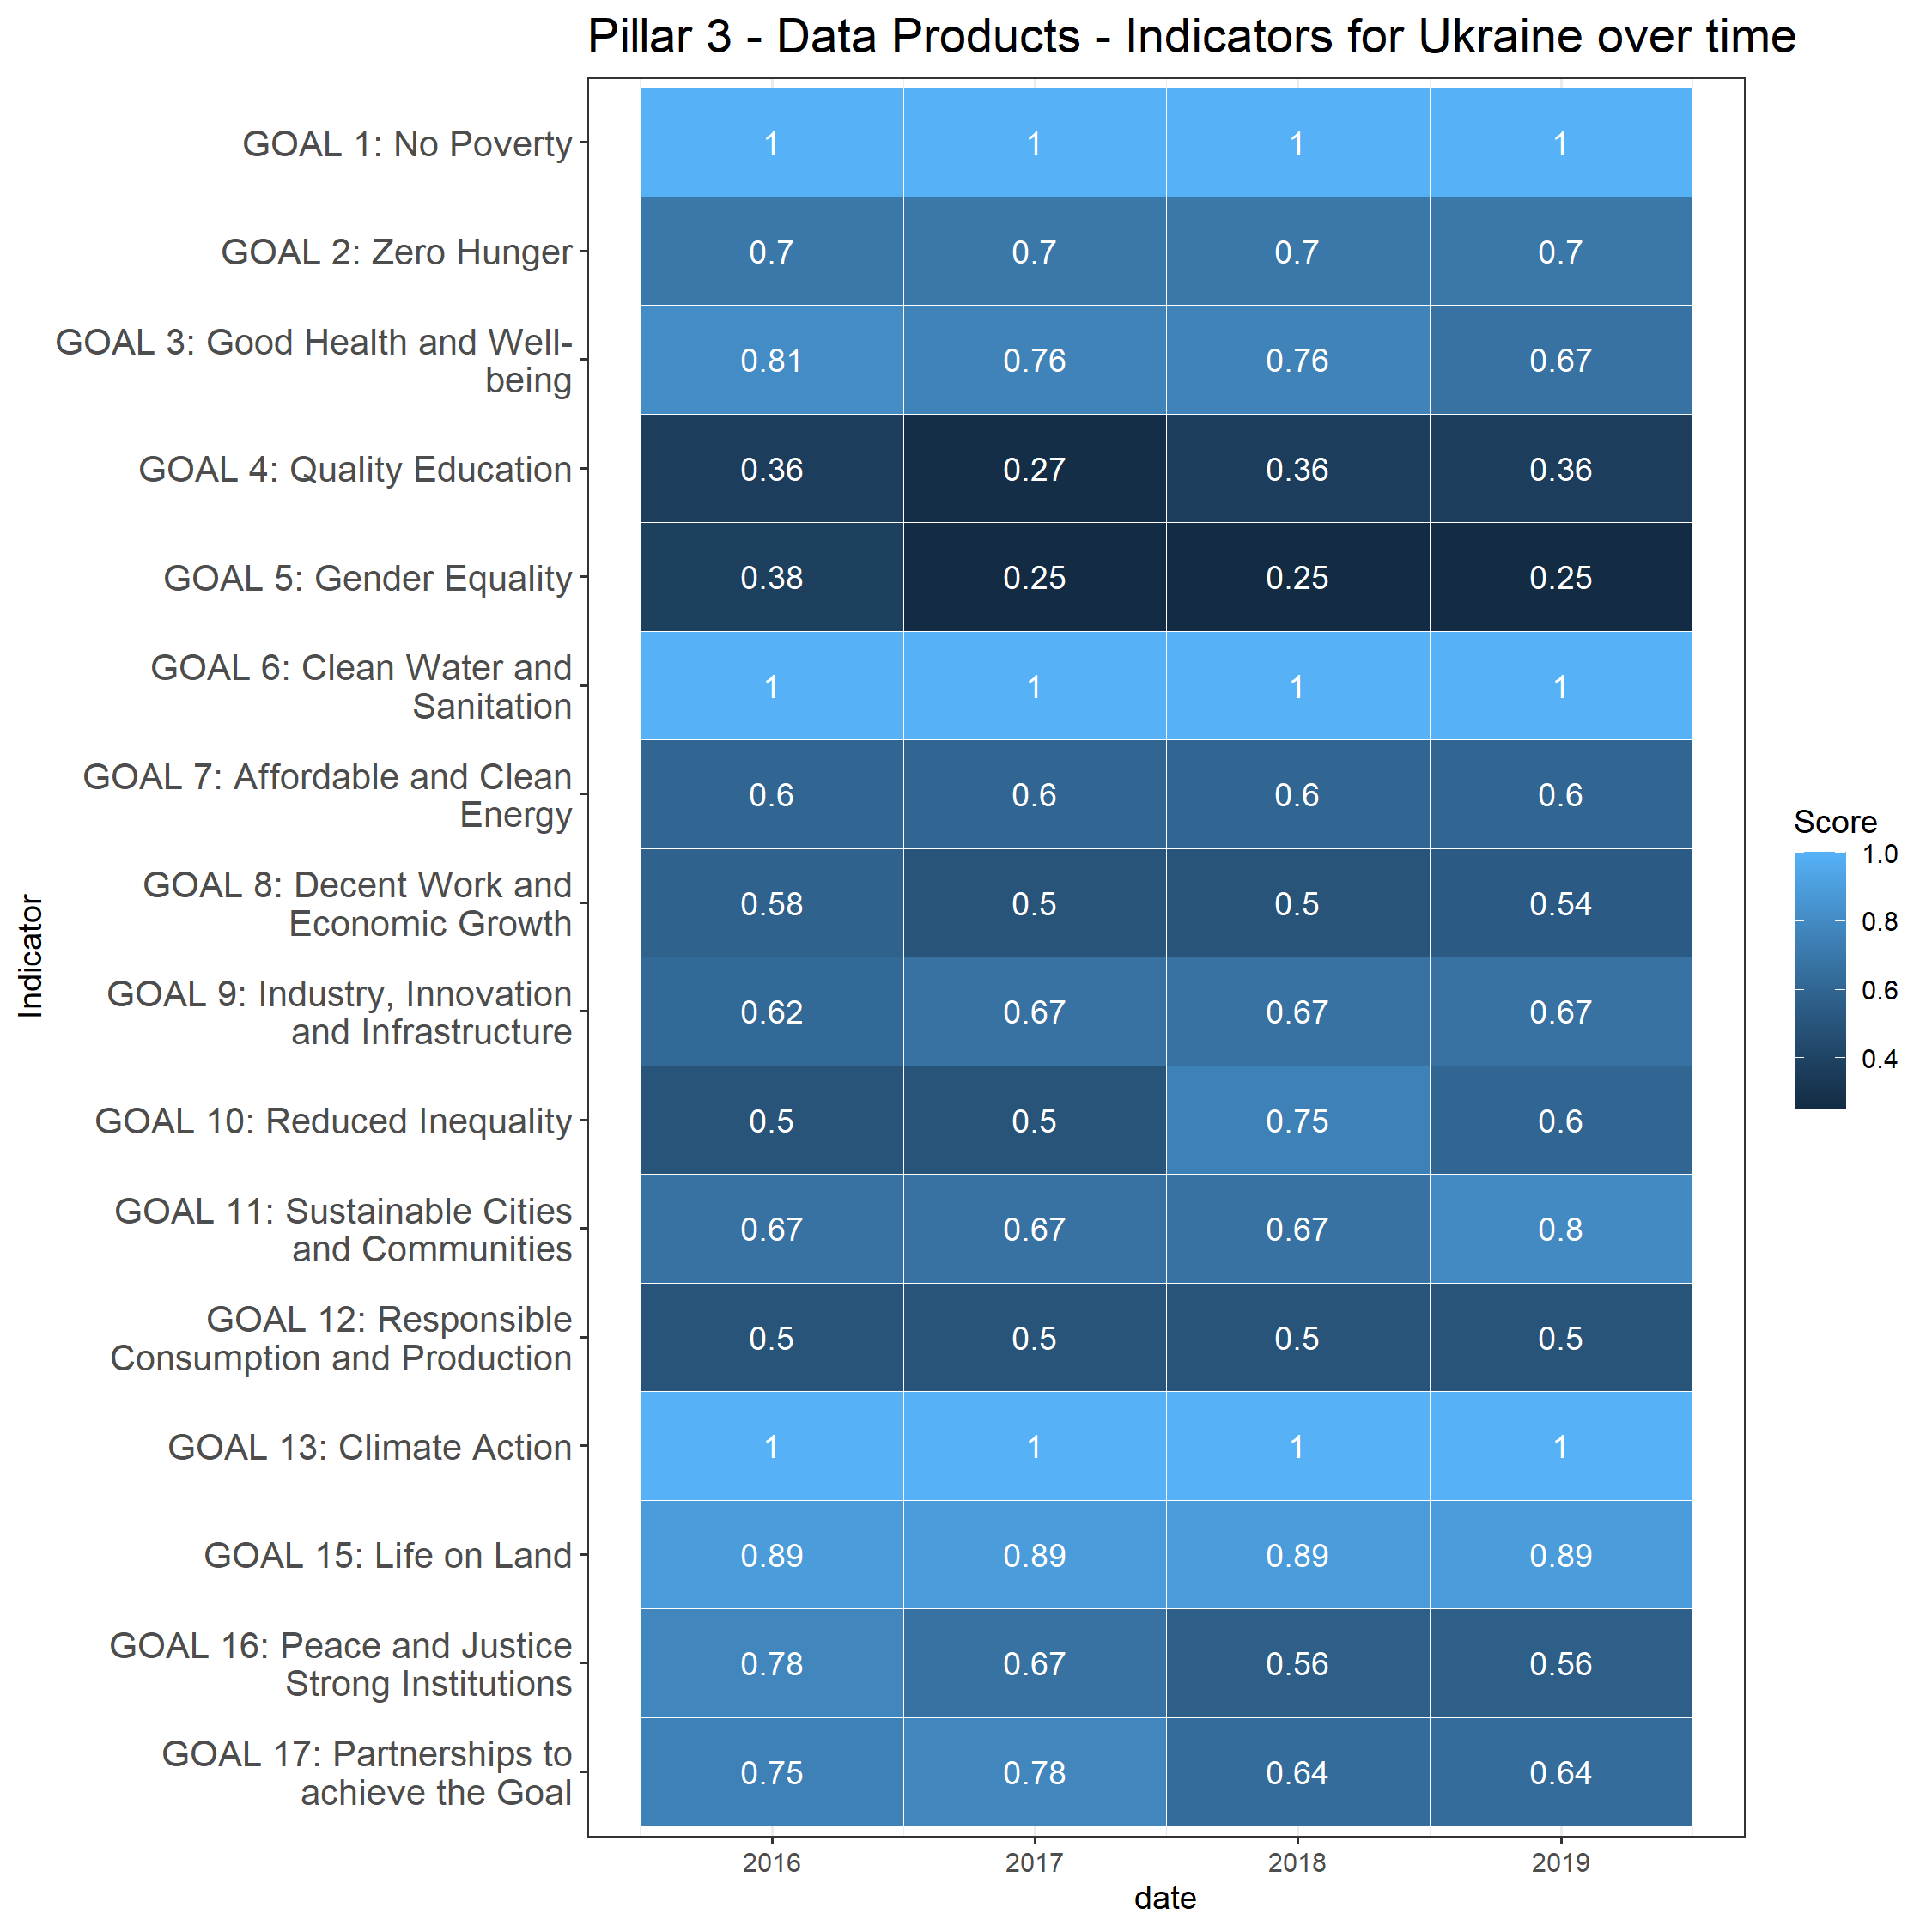 Pillar 3 - Data Products - Indicators for Ukraine over time
GOAL 1: No Poverty
1 1 1 1
GOAL 2: Zero Hunger
0.7 0.7 0.7 0.7
GOAL 3: Good Health and Well-
being
0.81 0.76 0.76 0.67
GOAL 4: Quality Education
0.36 0.27 0.36 0.36
GOAL 5: Gender Equality
0.38 0.25 0.25 0.25
GOAL 6: Clean Water and
Sanitation
1 1 1 1
GOAL 7: Affordable and Clean
Energy
0.6 0.6 0.6 0.6
GOAL 8: Decent Work and
Economic Growth
0.58 0.5 0.5 0.54
GOAL 9: Industry, Innovation
and Infrastructure
0.62 0.67 0.67 0.67
GOAL 10: Reduced Inequality
0.5 0.5 0.75 0.6
GOAL 11: Sustainable Cities
and Communities
0.67 0.67 0.67 0.8
GOAL 12: Responsible
Consumption and Production
0.5 0.5 0.5 0.5
GOAL 13: Climate Action
1 1 1 1
GOAL 15: Life on Land
0.89 0.89 0.89 0.89
GOAL 16: Peace and Justice
Strong Institutions
0.78 0.67 0.56 0.56
GOAL 17: Partnerships to
achieve the Goal
0.75 0.78 0.64 0.64
2016 2017 2018 2019
date
Indicator
Score
1.0
0.8
0.6
0.4